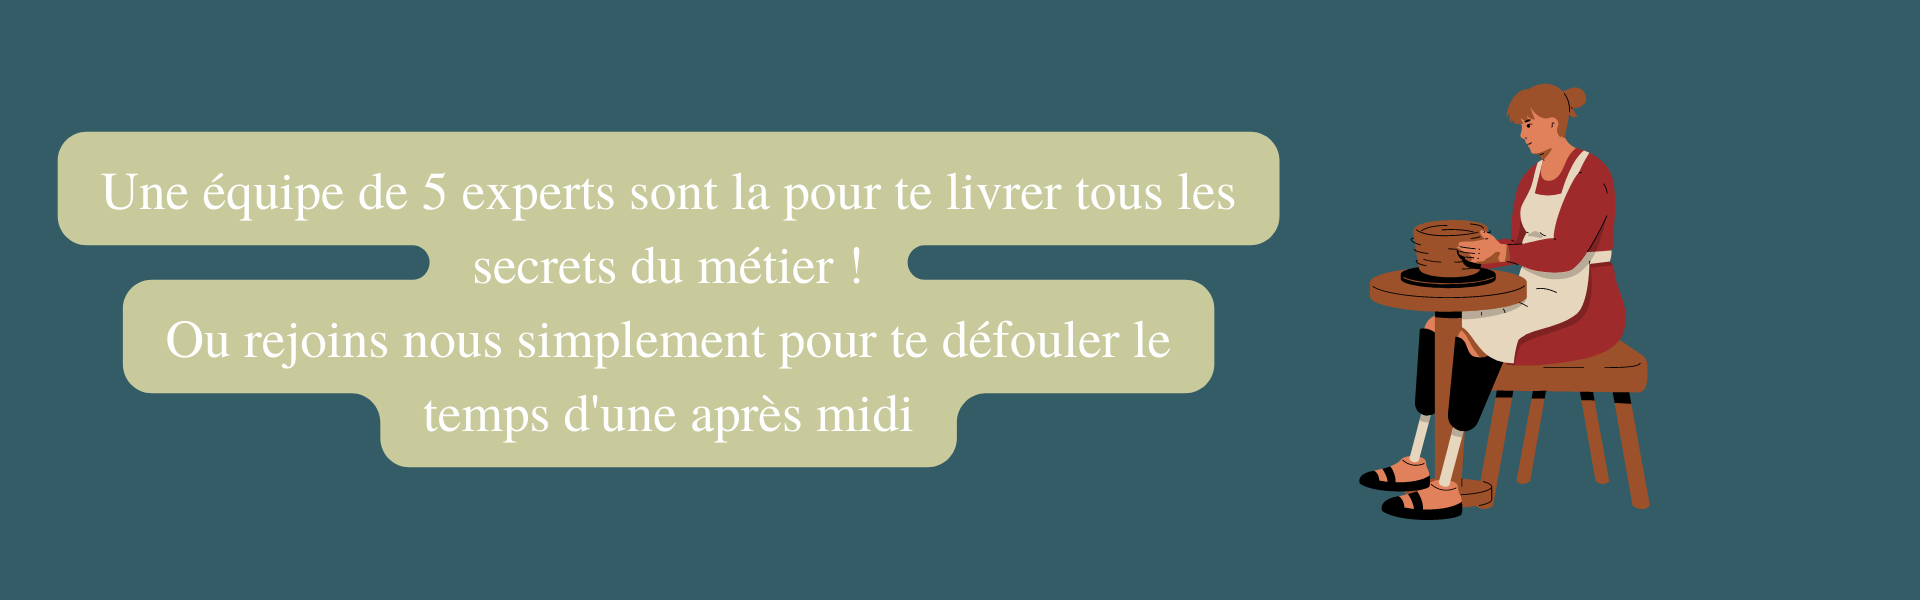 Une équipe de 5 experts sont la pour te livrer tous les
secrets du métier !
Ou rejoins nous simplement pour te défouler le
temps d'une après midi